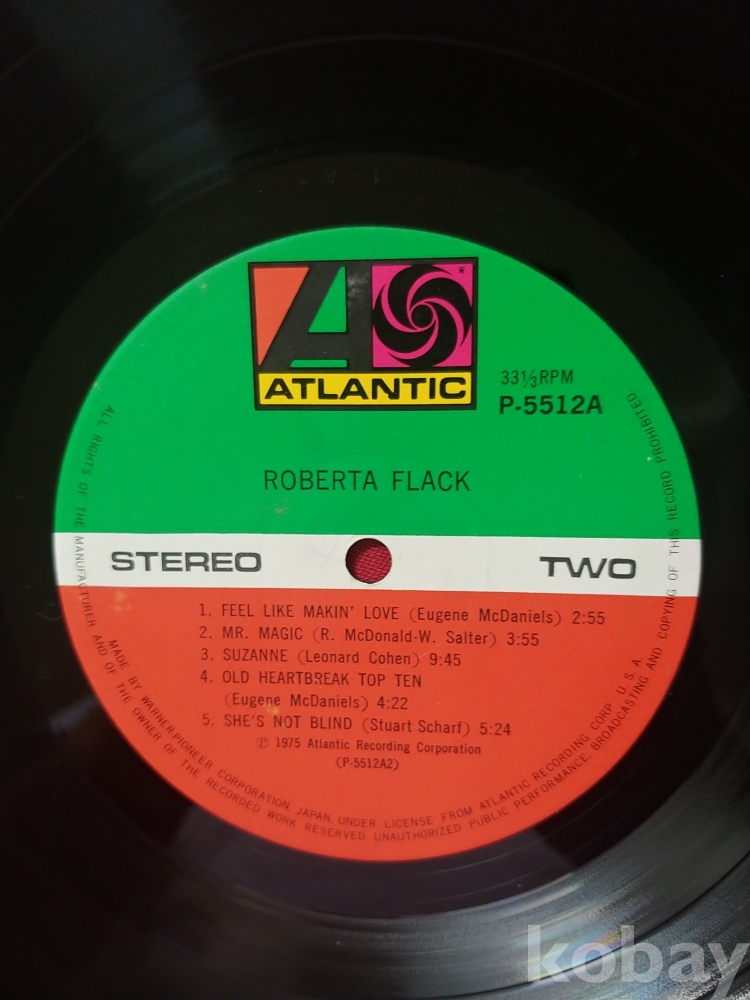 ATLANTIC
33⅓ RPM
P-5512A
ROBERTA FLACK
STEREO
TWO
1. FEEL LIKE MAKIN' LOVE (Eugene McDaniels) 2:55
2. MR. MAGIC (R. McDonald-W. Salter) 3:55
3. SUZANNE (Leonard Cohen) 9:45
4. OLD HEARTBREAK TOP TEN
(Eugene McDaniels) 4:22
5. SHE'S NOT BLIND (Stuart Scharf) 5:24
℗ 1975 Atlantic Recording Corporation
(P-5512A2)
MADE BY WARNER-PIONEER CORPORATION, JAPAN, UNDER LICENSE FROM ATLANTIC RECORDING CORP. U.S.A.
ALL RIGHTS OF THE MANUFACTURER AND OF THE OWNER OF THE RECORDED WORK RESERVED. UNAUTHORIZED PUBLIC PERFORMANCE, BROADCASTING AND COPYING OF THIS RECORD PROHIBITED
kobay